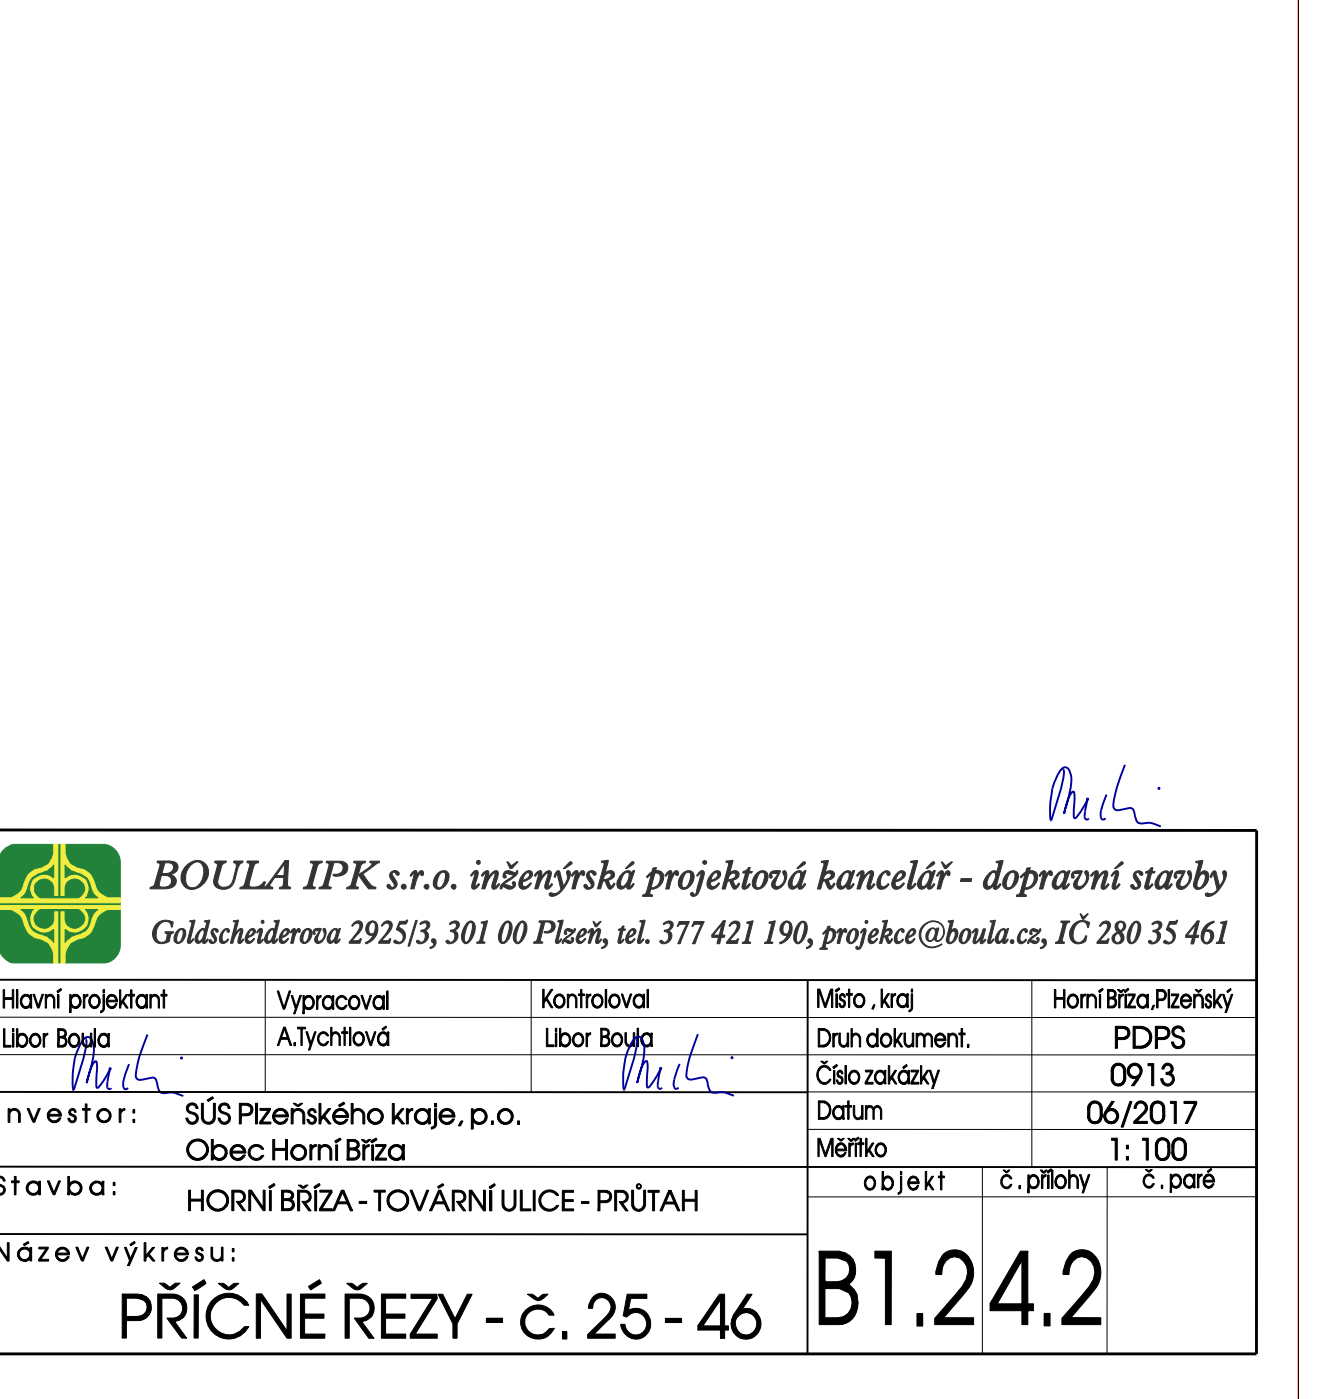 BOULA IPK s.r.o. inženýrská projektová kancelář - dopravní stavby
Goldscheiderova 2925/3, 301 00 Plzeň, tel. 377 421 190, projekce@boula.cz, IČ 280 35 461
Hlavní projektant Vypracoval Kontroloval Místo , kraj Horní Bříza,Plzeňský
Libor Boula A.Tychtlová Libor Boula Druh dokument. PDPS
Číslo zakázky 0913
nvestor: SÚS Plzeňského kraje, p.o. Datum 06/2017
Obec Horní Bříza Měřítko 1: 100
Stavba: HORNÍ BŘÍZA - TOVÁRNÍ ULICE - PRŮTAH objekt č.přílohy č.paré
Název výkresu:
PŘÍČNÉ ŘEZY - č. 25 - 46 B1.2 4.2